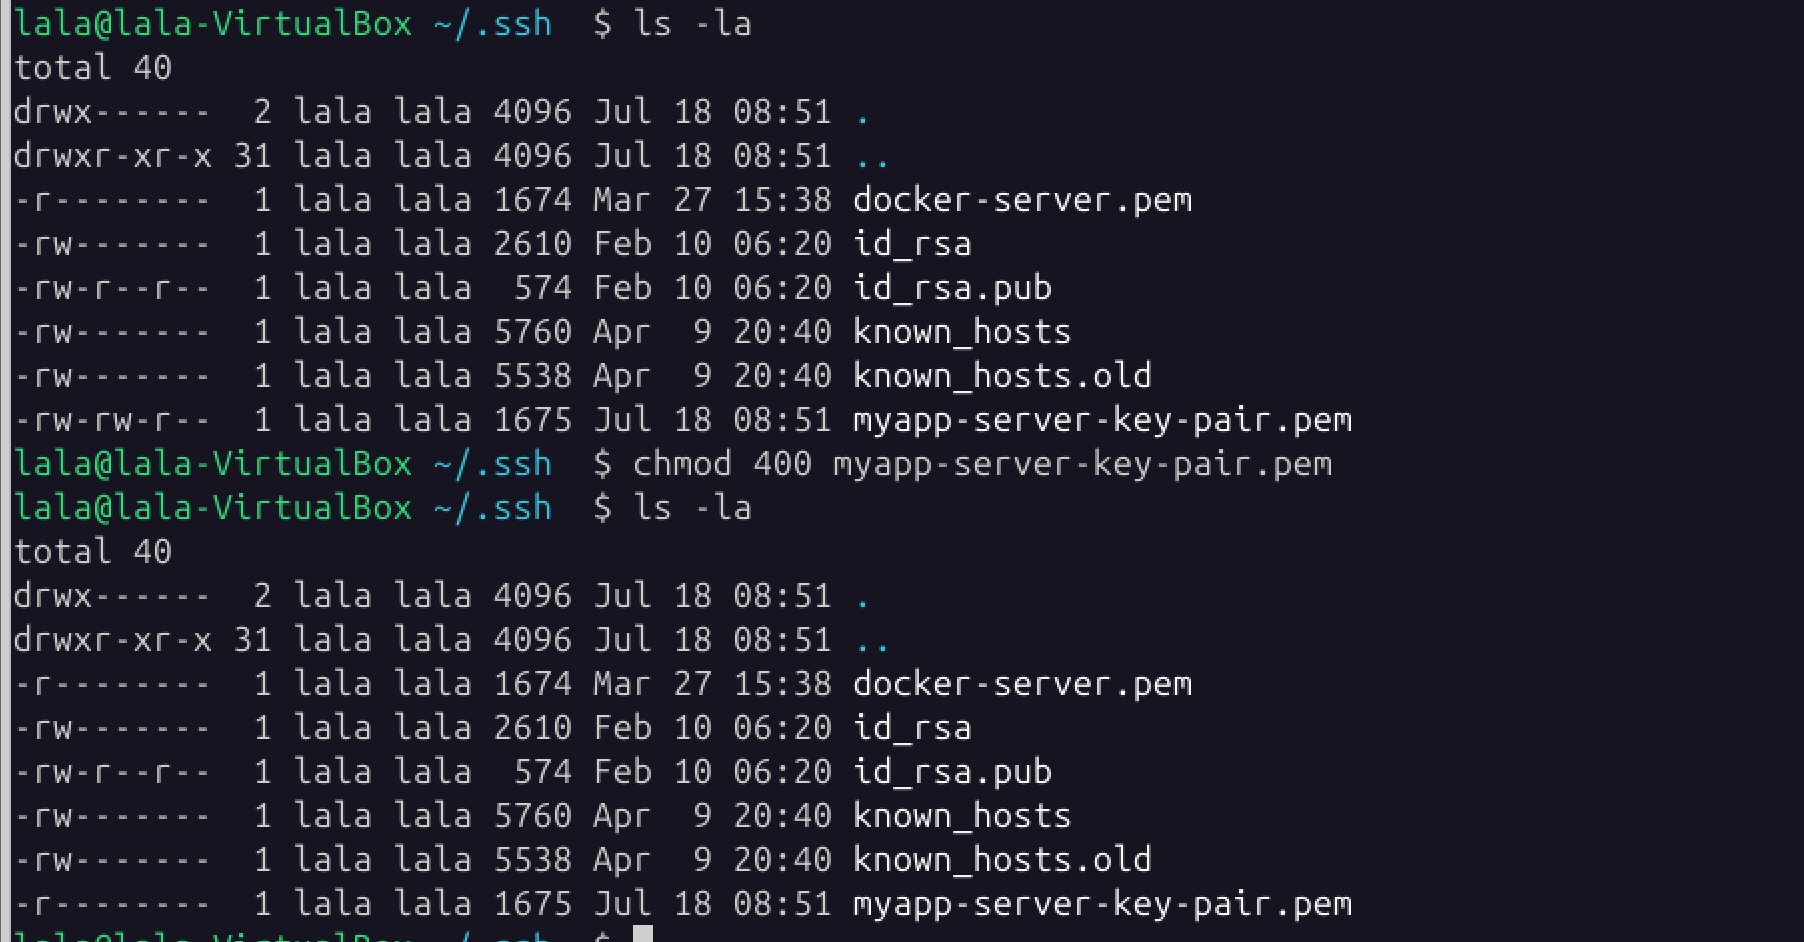 lala@lala-VirtualBox ~/.ssh  $ ls -la
total 40
drwx------  2 lala lala 4096 Jul 18 08:51 .
drwxr-xr-x 31 lala lala 4096 Jul 18 08:51 ..
-r--------  1 lala lala 1674 Mar 27 15:38 docker-server.pem
-rw-------  1 lala lala 2610 Feb 10 06:20 id_rsa
-rw-r--r--  1 lala lala  574 Feb 10 06:20 id_rsa.pub
-rw-------  1 lala lala 5760 Apr  9 20:40 known_hosts
-rw-------  1 lala lala 5538 Apr  9 20:40 known_hosts.old
-rw-rw-r--  1 lala lala 1675 Jul 18 08:51 myapp-server-key-pair.pem
lala@lala-VirtualBox ~/.ssh  $ chmod 400 myapp-server-key-pair.pem
lala@lala-VirtualBox ~/.ssh  $ ls -la
total 40
drwx------  2 lala lala 4096 Jul 18 08:51 .
drwxr-xr-x 31 lala lala 4096 Jul 18 08:51 ..
-r--------  1 lala lala 1674 Mar 27 15:38 docker-server.pem
-rw-------  1 lala lala 2610 Feb 10 06:20 id_rsa
-rw-r--r--  1 lala lala  574 Feb 10 06:20 id_rsa.pub
-rw-------  1 lala lala 5760 Apr  9 20:40 known_hosts
-rw-------  1 lala lala 5538 Apr  9 20:40 known_hosts.old
-r--------  1 lala lala 1675 Jul 18 08:51 myapp-server-key-pair.pem
lala@lala-VirtualBox ~/.ssh  $